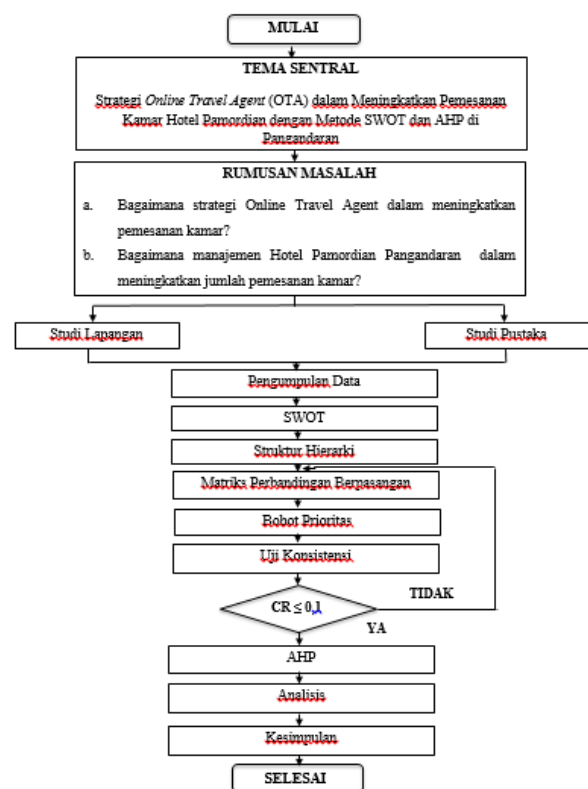 MULAI
TEMA SENTRAL
Strategi Online Travel Agent (OTA) dalam Meningkatkan Pemesanan
Kamar Hotel Pamordian dengan Metode SWOT dan AHP di
Pangandaran
RUMUSAN MASALAH
a. Bagaimana strategi Online Travel Agent dalam meningkatkan
pemesanan kamar?
b. Bagaimana manajemen Hotel Pamordian Pangandaran dalam
meningkatkan jumlah pemesanan kamar?
Studi Lapangan
Studi Pustaka
Pengumpulan Data
SWOT
Struktur Hierarki
Matriks Perbandingan Berpasangan
Bobot Prioritas
Uji Konsistensi
CR ≤ 0,1
TIDAK
YA
AHP
Analisis
Kesimpulan
SELESAI